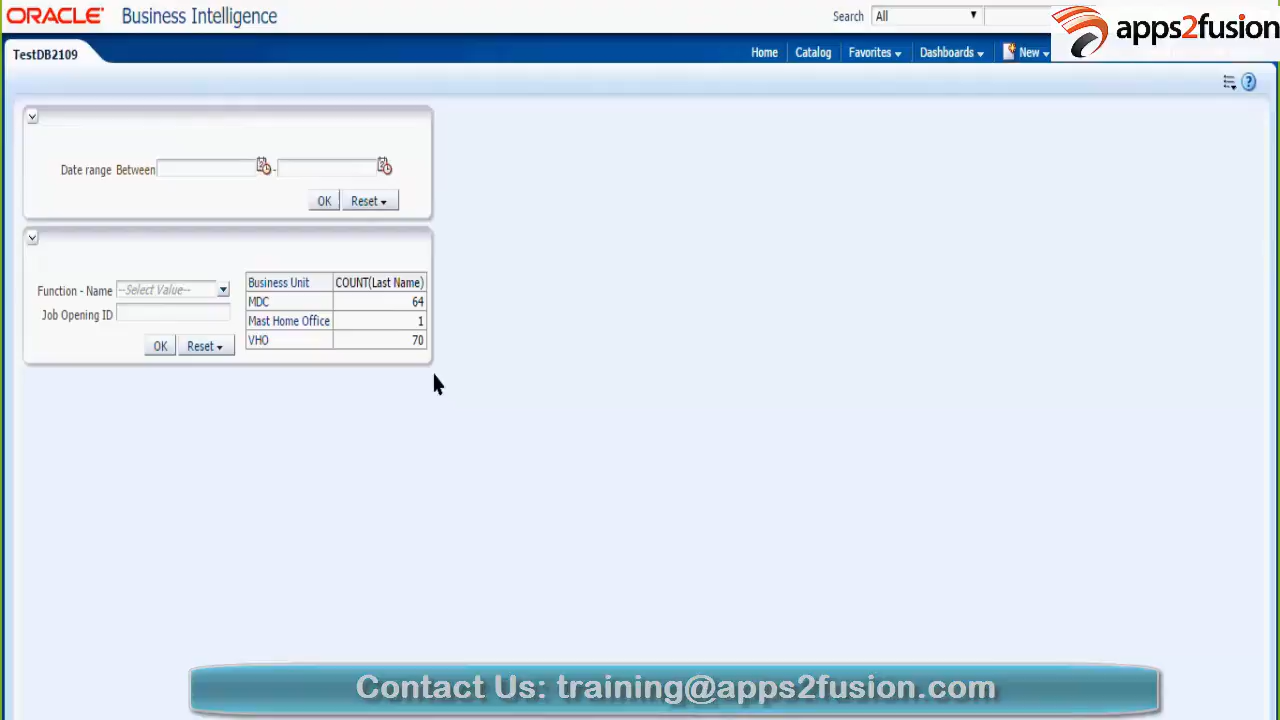 ORACLE Business Intelligence
Search All
apps2fusion
TestDB2109
Home Catalog Favorites Dashboards New
Date range Between -
OK Reset
Function - Name --Select Value--
Job Opening ID
OK Reset
Business Unit COUNT(Last Name)
MDC 64
Mast Home Office 1
VHO 70
Contact Us: training@apps2fusion.com